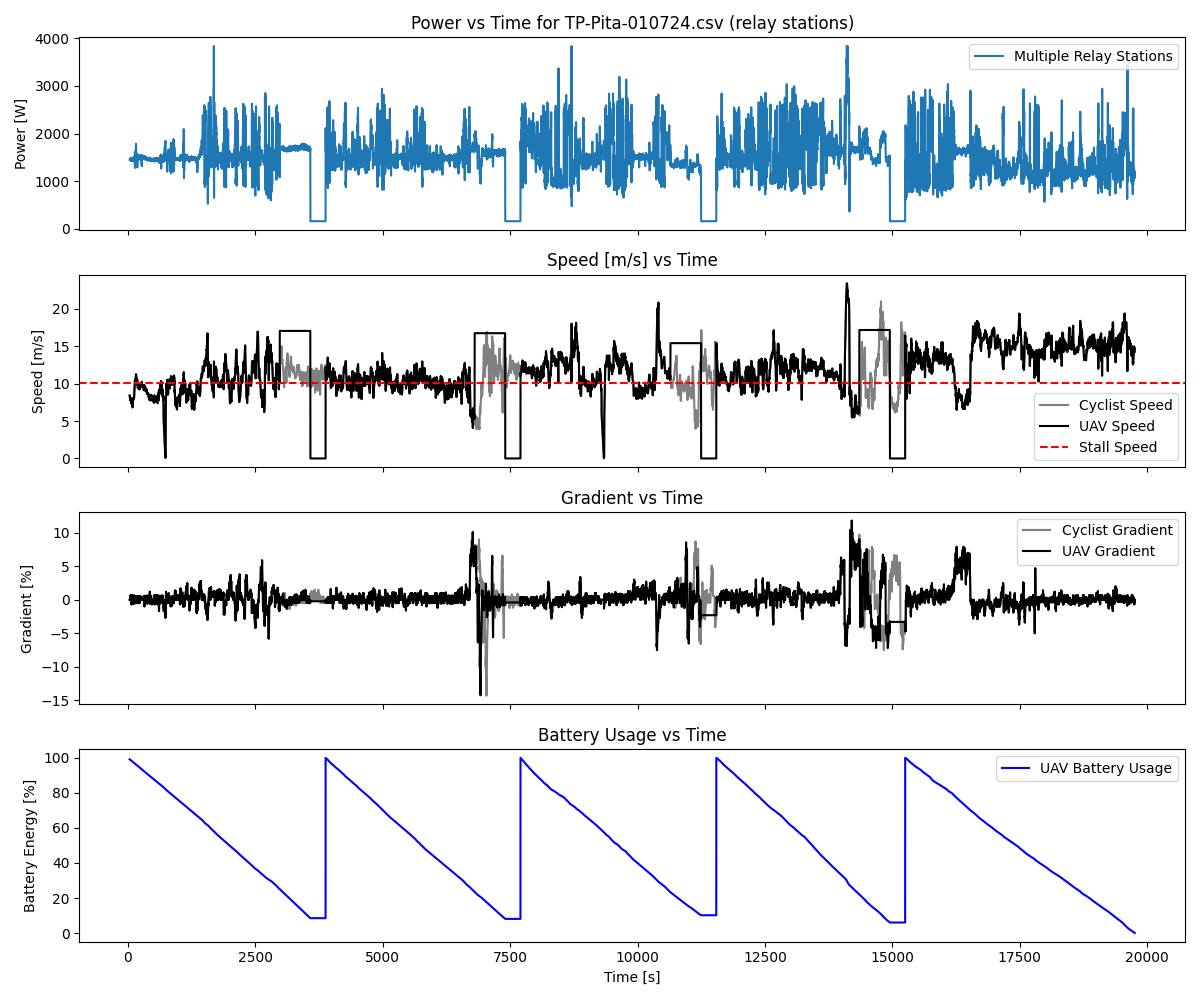 Power vs Time for TP-Pita-010724.csv (relay stations)
Power [W]
4000
3000
2000
1000
0
Multiple Relay Stations
Speed [m/s] vs Time
Speed [m/s]
20
15
10
5
0
Cyclist Speed
UAV Speed
Stall Speed
Gradient vs Time
Gradient [%]
10
5
0
−5
−10
−15
Cyclist Gradient
UAV Gradient
Battery Usage vs Time
Battery Energy [%]
100
80
60
40
20
0
UAV Battery Usage
0 2500 5000 7500 10000 12500 15000 17500 20000
Time [s]